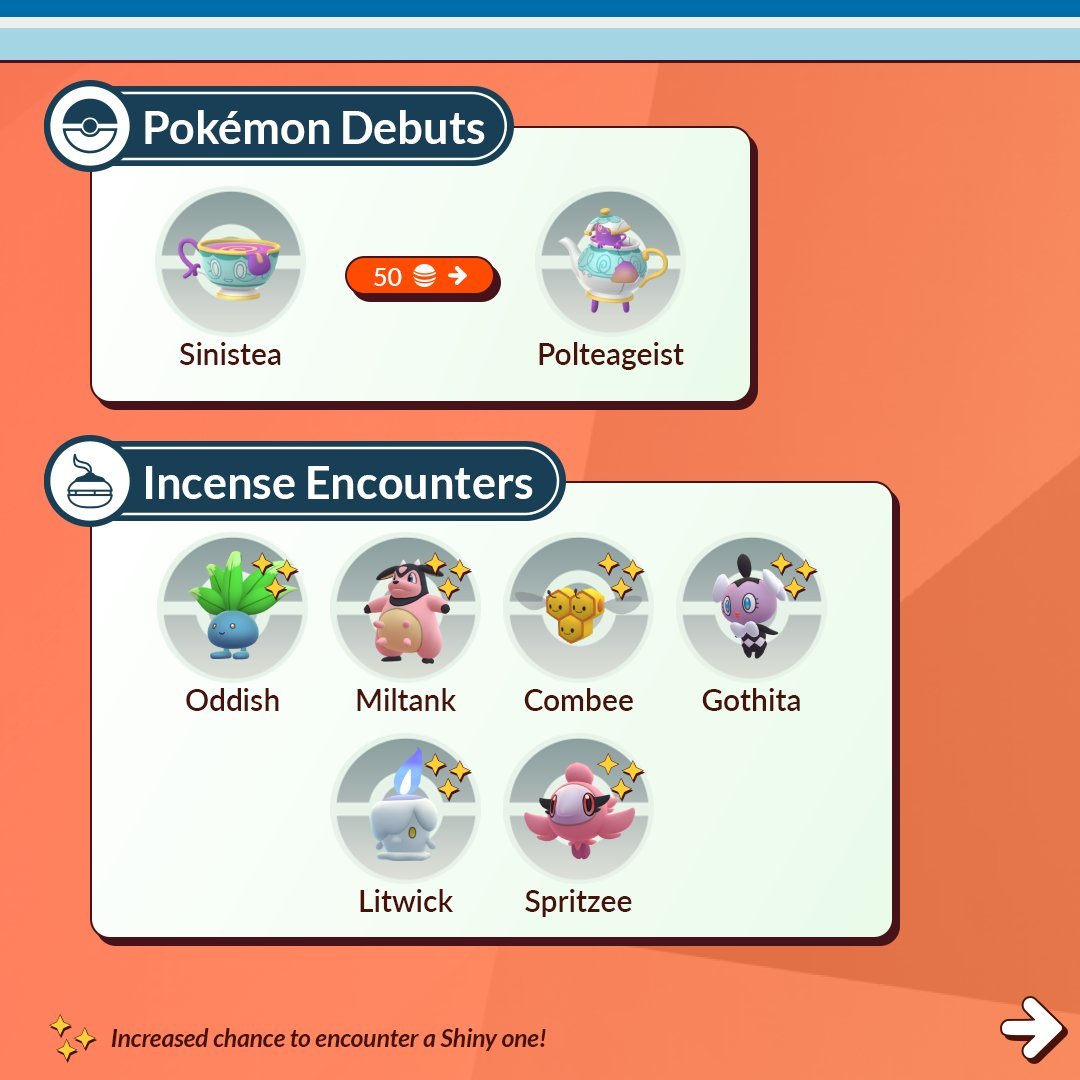 Pokémon Debuts
50
Sinistea
Polteageist
Incense Encounters
Oddish
Miltank
Combee
Gothita
Litwick
Spritzee
Increased chance to encounter a Shiny one!